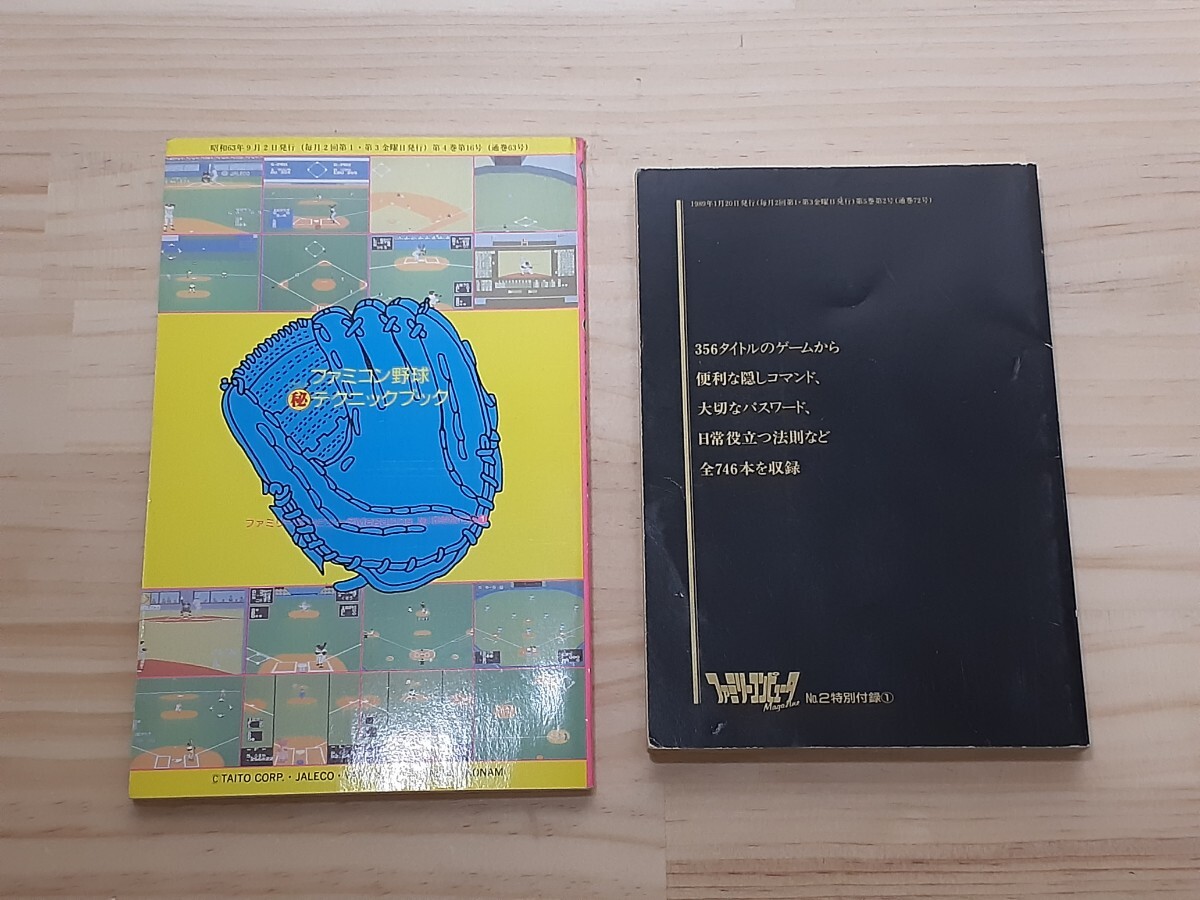 昭和63年9月2日発行(毎月2回第1・第3金曜日発行)第4巻第16号(通巻63号)
ファミコン野球
㊙テクニックブック
©TAITO CORP.・JALECO・
1989年1月20日発行(毎月2回第1・第3金曜日発行)第5巻第2号(通巻72号)
356タイトルのゲームから
便利な隠しコマンド、
大切なパスワード、
日常役立つ法則など
全746本を収録
ファミリーコンピュータ
Magazine
No.2特別付録①